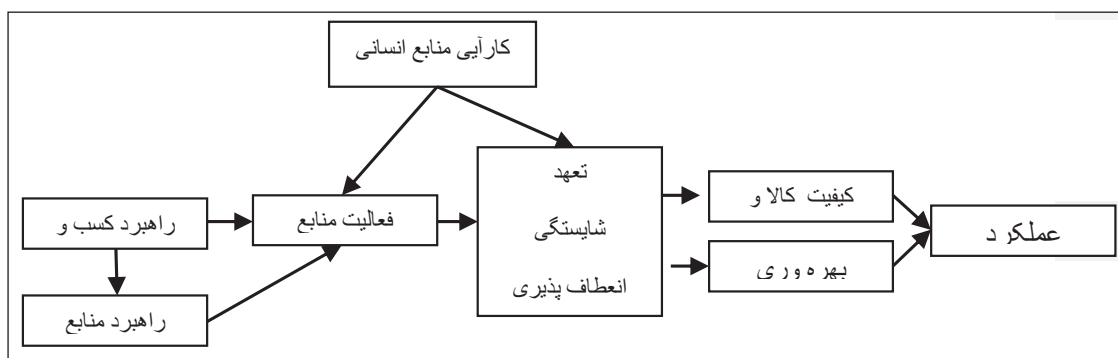 کارآیی منابع انسانی
تعهد
شایستگی
انعطاف پذیری
کیفیت کالا و
بهره وری
عملکرد
فعالیت منابع
راهبرد کسب و
راهبرد منابع